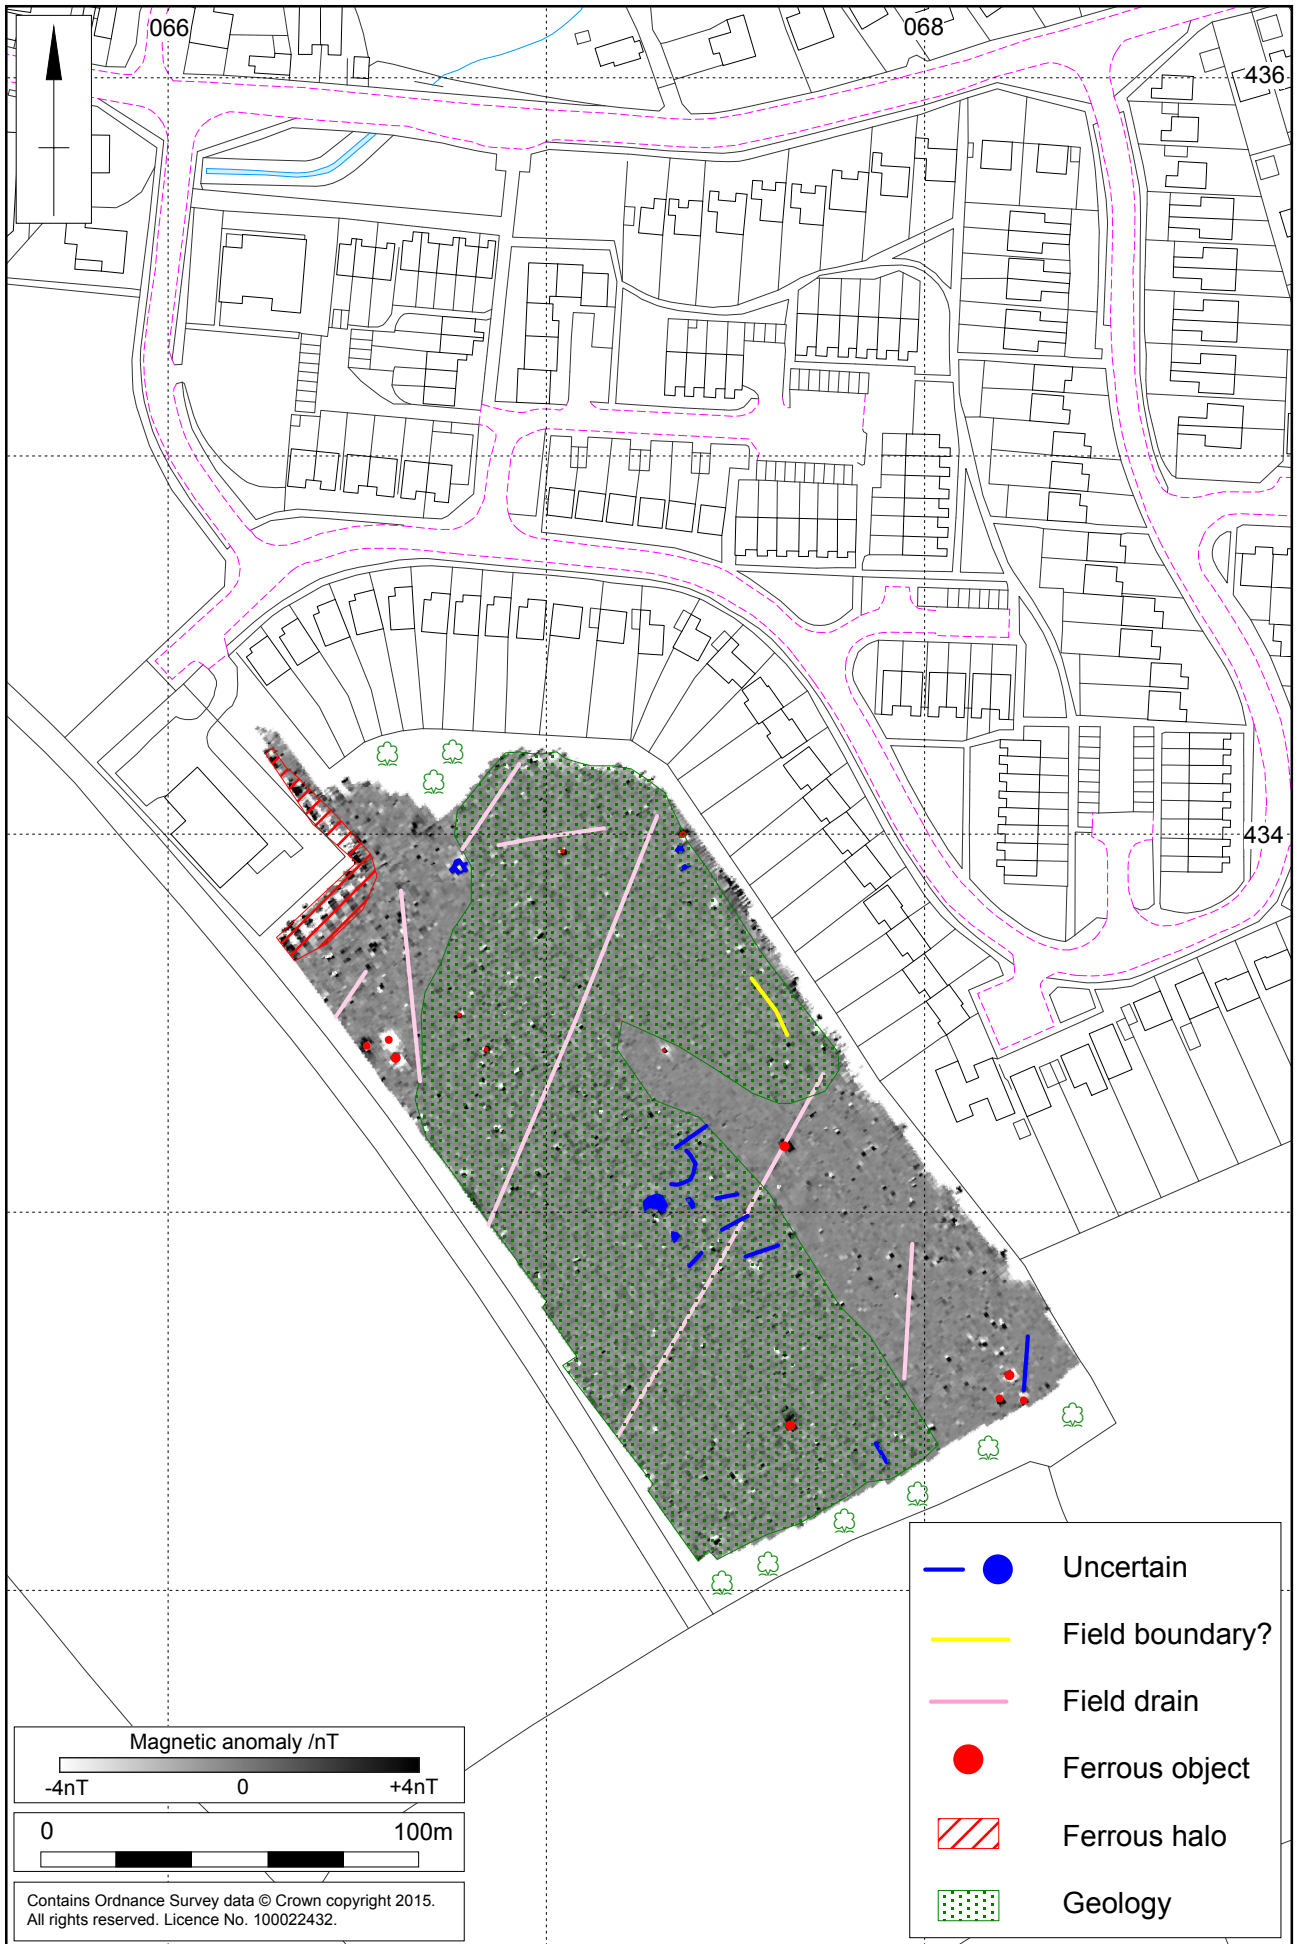 066
068
436
434
Uncertain
Field boundary?
Field drain
Ferrous object
Ferrous halo
Geology
Magnetic anomaly /nT
-4nT 0 +4nT
0 100m
Contains Ordnance Survey data © Crown copyright 2015.
All rights reserved. Licence No. 100022432.